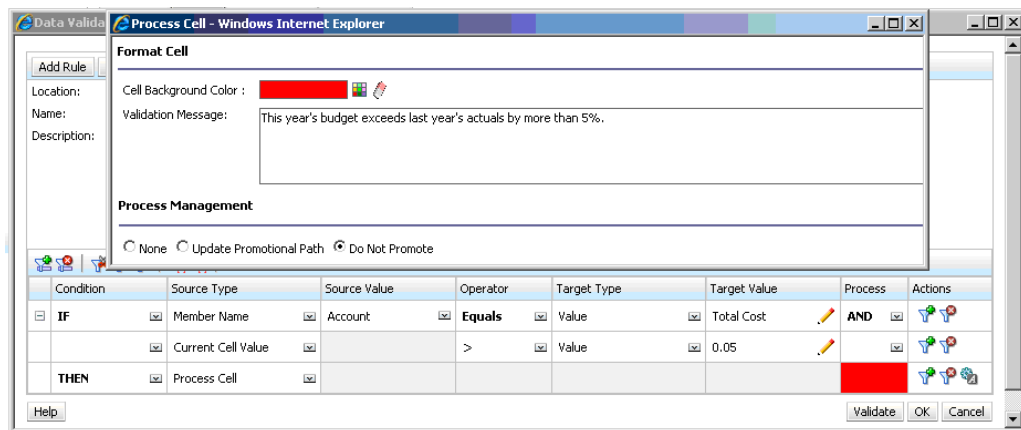 Data Valida
Process Cell - Windows Internet Explorer
Format Cell
Add Rule
Location:
Cell Background Color :
Name:
Validation Message:
This year's budget exceeds last year's actuals by more than 5%.
Description:
Process Management
None Update Promotional Path Do Not Promote
Condition Source Type Source Value Operator Target Type Target Value Process Actions
IF Member Name Account Equals Value Total Cost AND
Current Cell Value > Value 0.05
THEN Process Cell
Help Validate OK Cancel